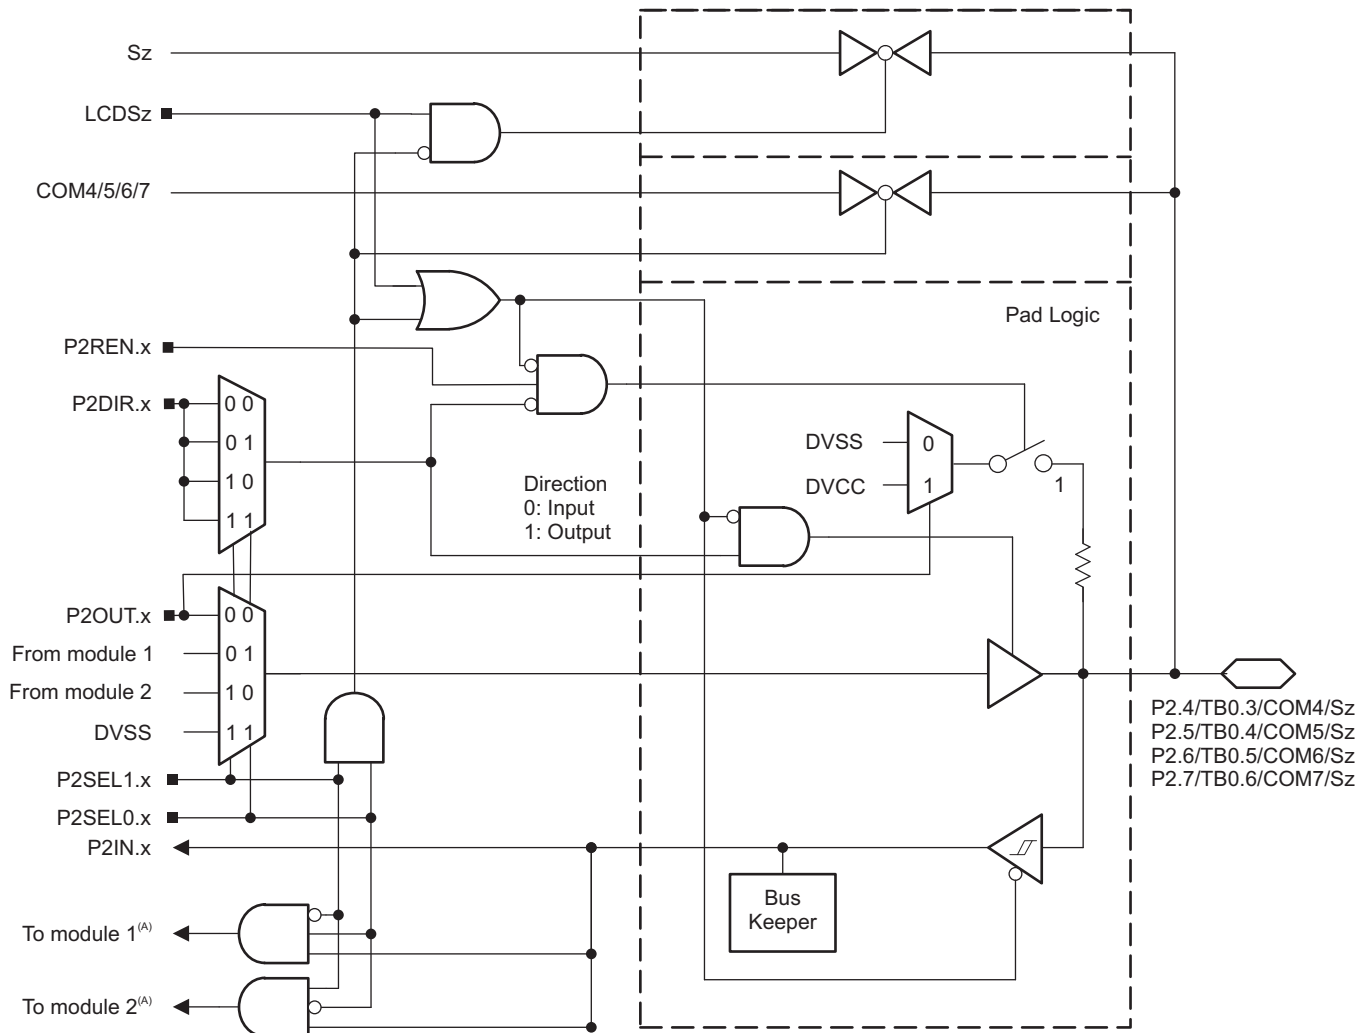 Sz
LCDSz
COM4/5/6/7
Pad Logic
P2REN.x
P2DIR.x
0 0
0 1
1 0
1 1
Direction
0: Input
1: Output
DVSS
DVCC
0
1
1
P2OUT.x
From module 1
From module 2
DVSS
0 0
0 1
1 0
1 1
P2SEL1.x
P2SEL0.x
P2IN.x
Bus
Keeper
To module 1(A)
To module 2(A)
P2.4/TB0.3/COM4/Sz
P2.5/TB0.4/COM5/Sz
P2.6/TB0.5/COM6/Sz
P2.7/TB0.6/COM7/Sz